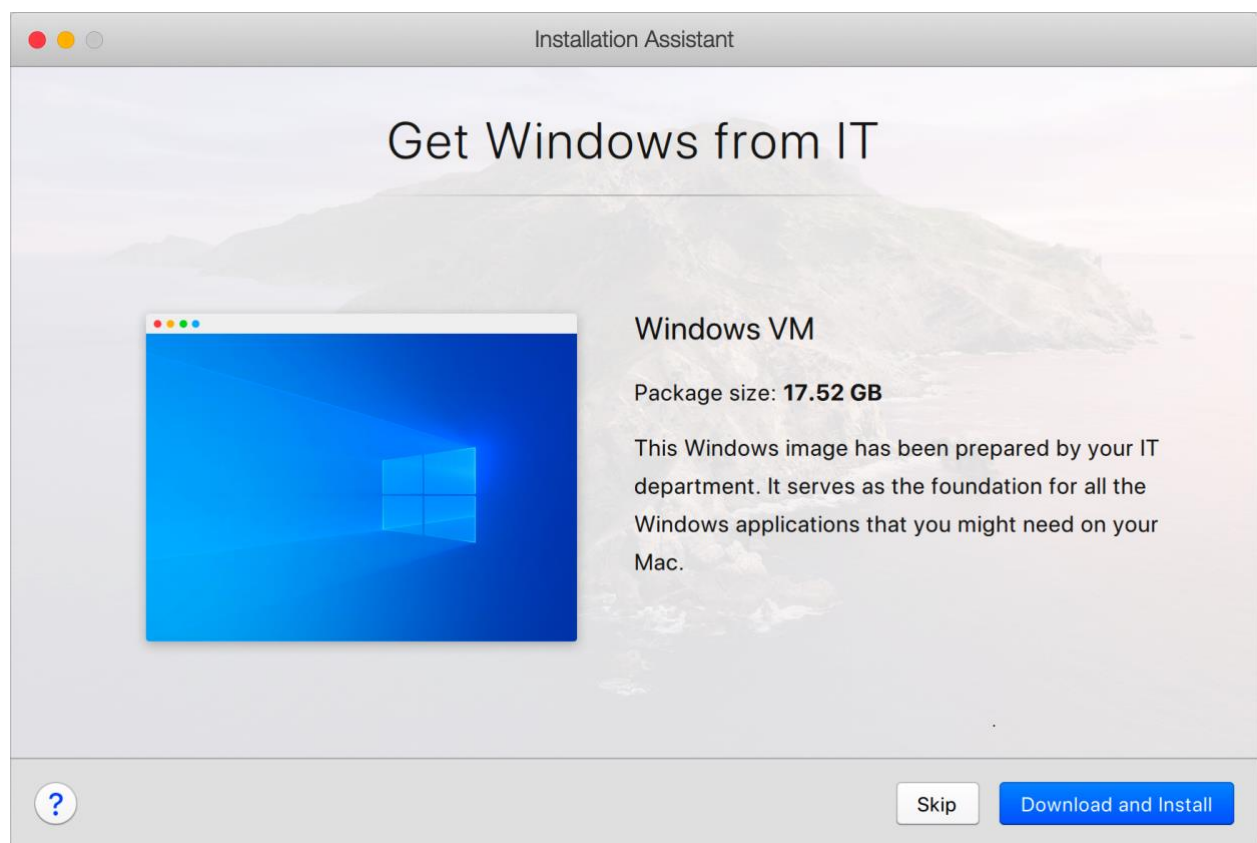 Installation Assistant
Get Windows from IT
Windows VM
Package size: 17.52 GB
This Windows image has been prepared by your IT
department. It serves as the foundation for all the
Windows applications that you might need on your
Mac.
?
Skip
Download and Install